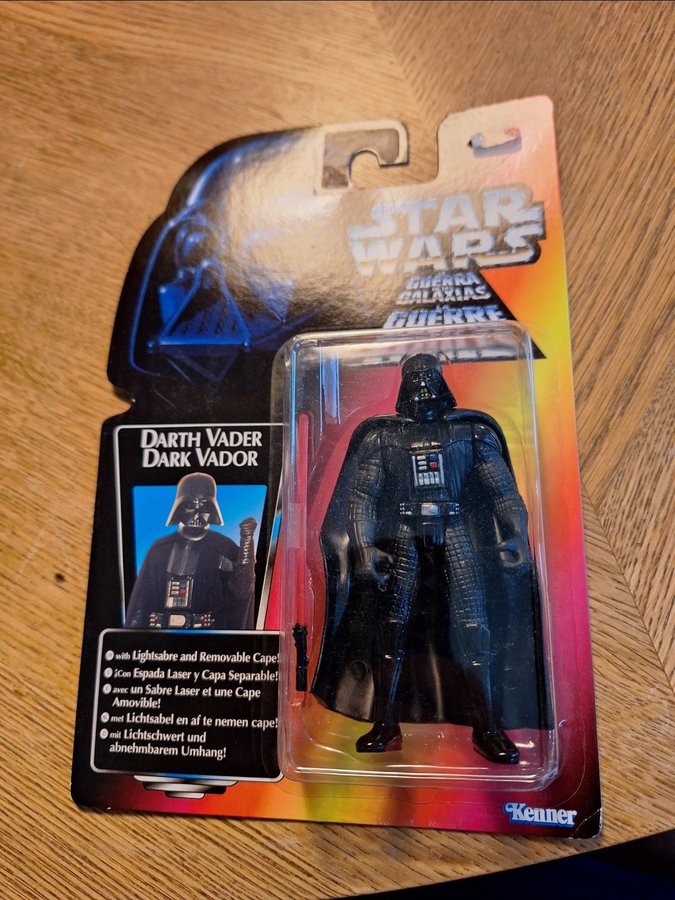 STAR
WARS
GUERRA
GALAXIAS
LA
GUERRE
DARTH VADER
DARK VADOR
with Lightsabre and Removable Cape!
¡Con Espada Laser y Capa Separable!
avec un Sabre Laser et une Cape
Amovible!
met Lichtsabel en af te nemen cape!
mit Lichtschwert und
abnehmbarem Umhang!
Kenner